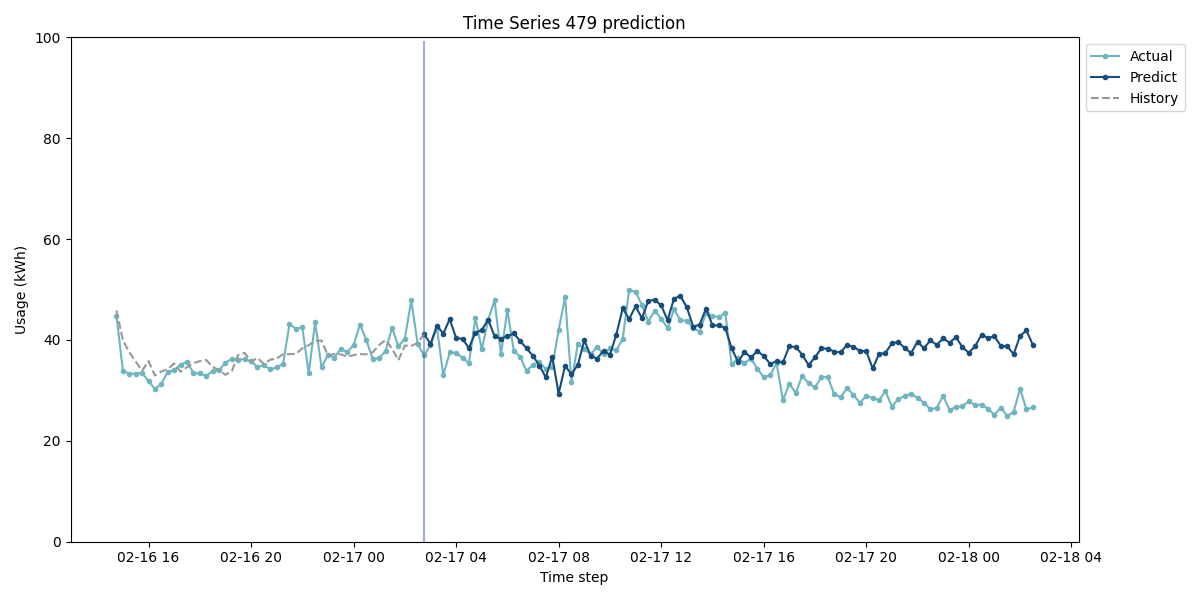 Time Series 479 prediction
100
80
60
40
20
0
Usage (kWh)
02-16 16
02-16 20
02-17 00
02-17 04
02-17 08
02-17 12
02-17 16
02-17 20
02-18 00
02-18 04
Time step
Actual
Predict
History